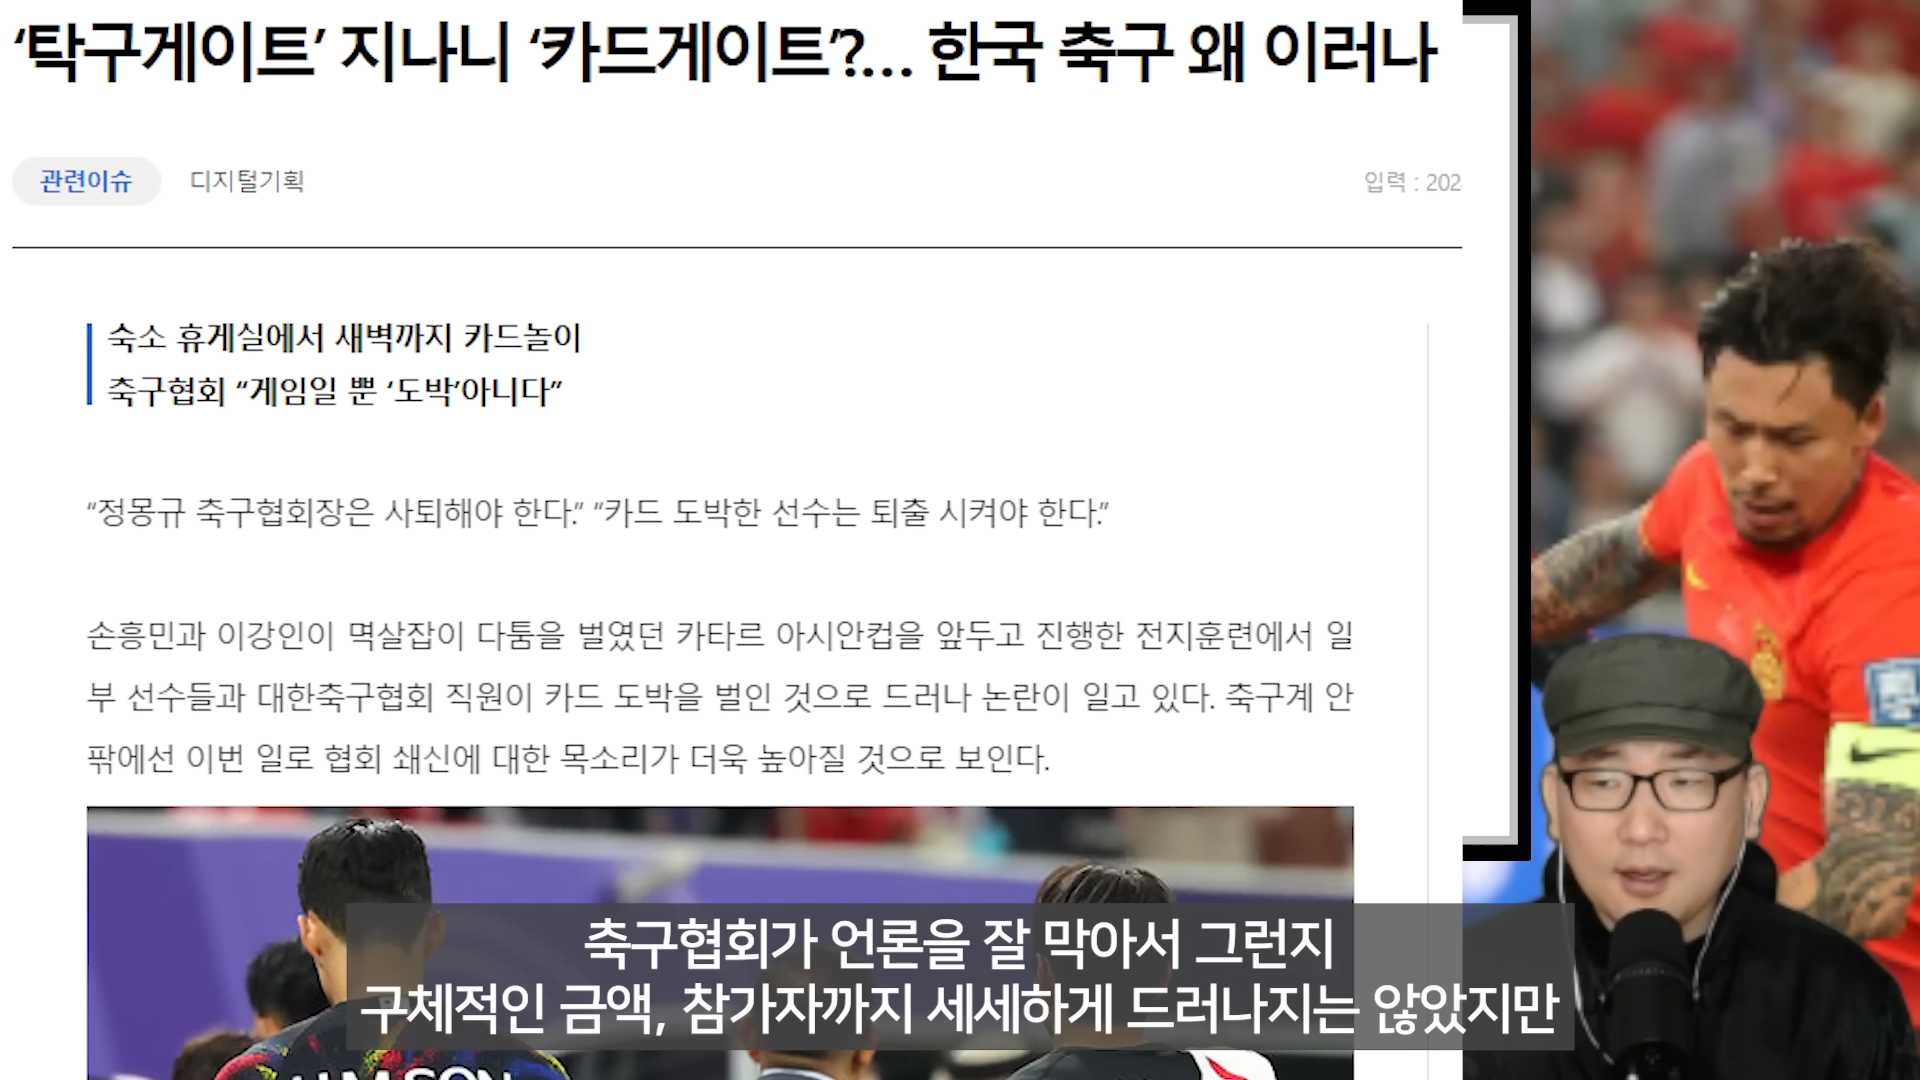 ‘탁구게이트’ 지나니 ‘카드게이트’?… 한국 축구 왜 이러나
관련이슈 디지털기획
입력 : 202
숙소 휴게실에서 새벽까지 카드놀이
축구협회 “게임일 뿐 ‘도박’아니다”
“정몽규 축구협회장은 사퇴해야 한다.” “카드 도박한 선수는 퇴출 시켜야 한다.”
손흥민과 이강인이 멱살잡이 다툼을 벌였던 카타르 아시안컵을 앞두고 진행한 전지훈련에서 일
부 선수들과 대한축구협회 직원이 카드 도박을 벌인 것으로 드러나 논란이 일고 있다. 축구계 안
팎에선 이번 일로 협회 쇄신에 대한 목소리가 더욱 높아질 것으로 보인다.
축구협회가 언론을 잘 막아서 그런지
구체적인 금액, 참가자까지 세세하게 드러나지는 않았지만